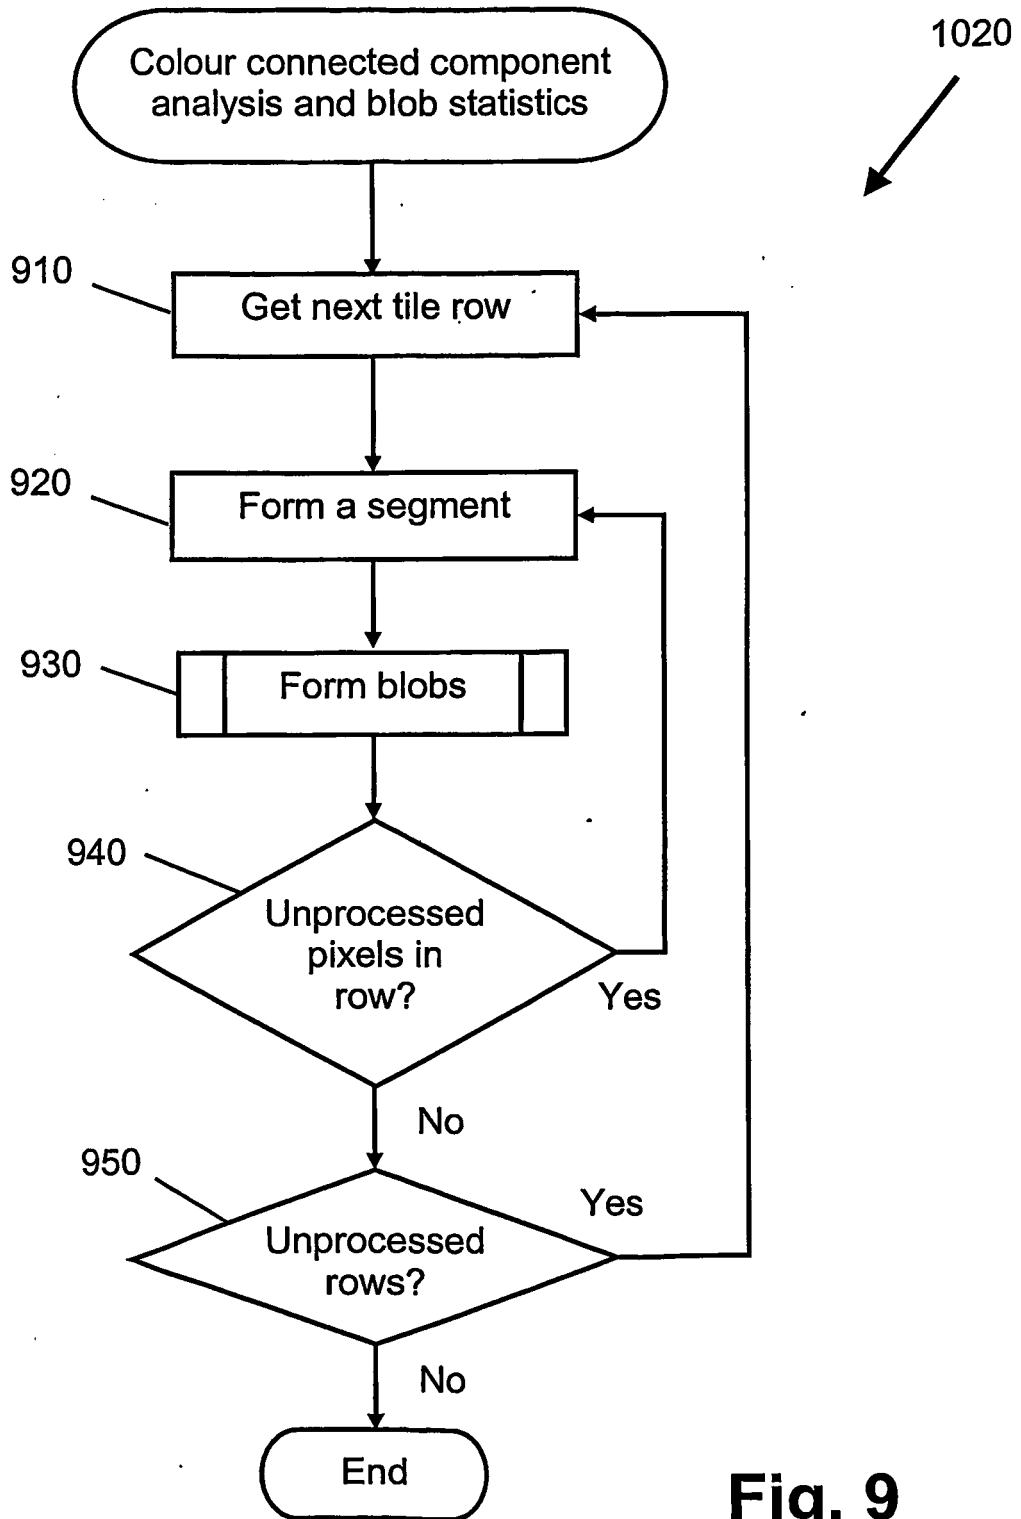 1020
Colour connected component
analysis and blob statistics
910
Get next tile row
920
Form a segment
930
Form blobs
940
Unprocessed
pixels in
row?
Yes
No
950
Yes
Unprocessed
rows?
No
End
Fig. 9